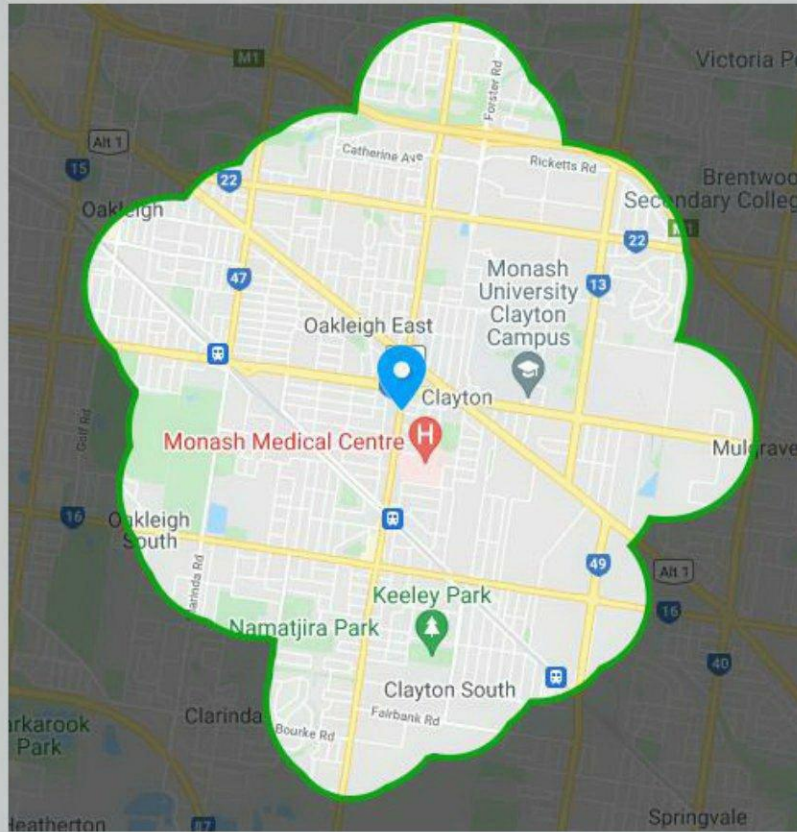 M1
Victoria P
Forster Rd
Alt 1
15
Catherine Ave
Ricketts Rd
22
Brentwoo
Secondary Colleg
Oakleigh
M1
22
47
13
Monash
University
Clayton
Campus
Oakleigh East
Clayton
Golf Rd
Monash Medical Centre
H
Mulgrave
16
Oakleigh
South
49
Alt 1
Clarinda Rd
Keeley Park
16
Namatjira Park
40
Clayton South
Clarinda
Fairbank Rd
arkarook
Park
Bourke Rd
Heatherton
87
Springvale